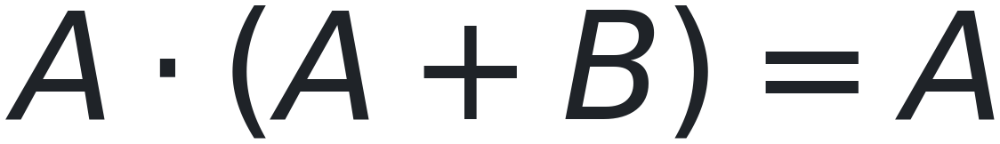 A · (A + B) = A